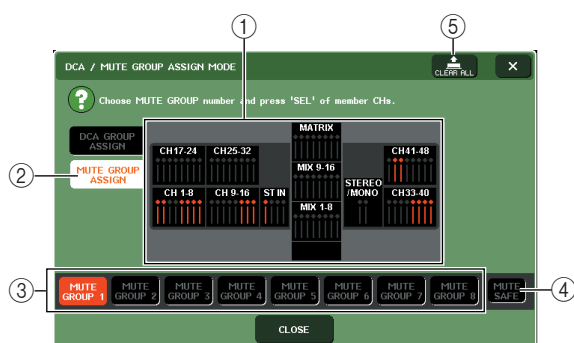 ①
⑤
DCA / MUTE GROUP ASSIGN MODE
CLEAR ALL
×
? Choose MUTE GROUP number and press 'SEL' of member CHs.
DCA GROUP
ASSIGN
②
MUTE GROUP
ASSIGN
MATRIX
CH17-24 CH25-32
MIX 9-16
CH41-48
STEREO
/MONO
CH 1-8 CH 9-16 ST IN
MIX 1-8
CH33-40
③
MUTE
GROUP 1
MUTE
GROUP 2
MUTE
GROUP 3
MUTE
GROUP 4
MUTE
GROUP 5
MUTE
GROUP 6
MUTE
GROUP 7
MUTE
GROUP 8
MUTE
SAFE
④
CLOSE